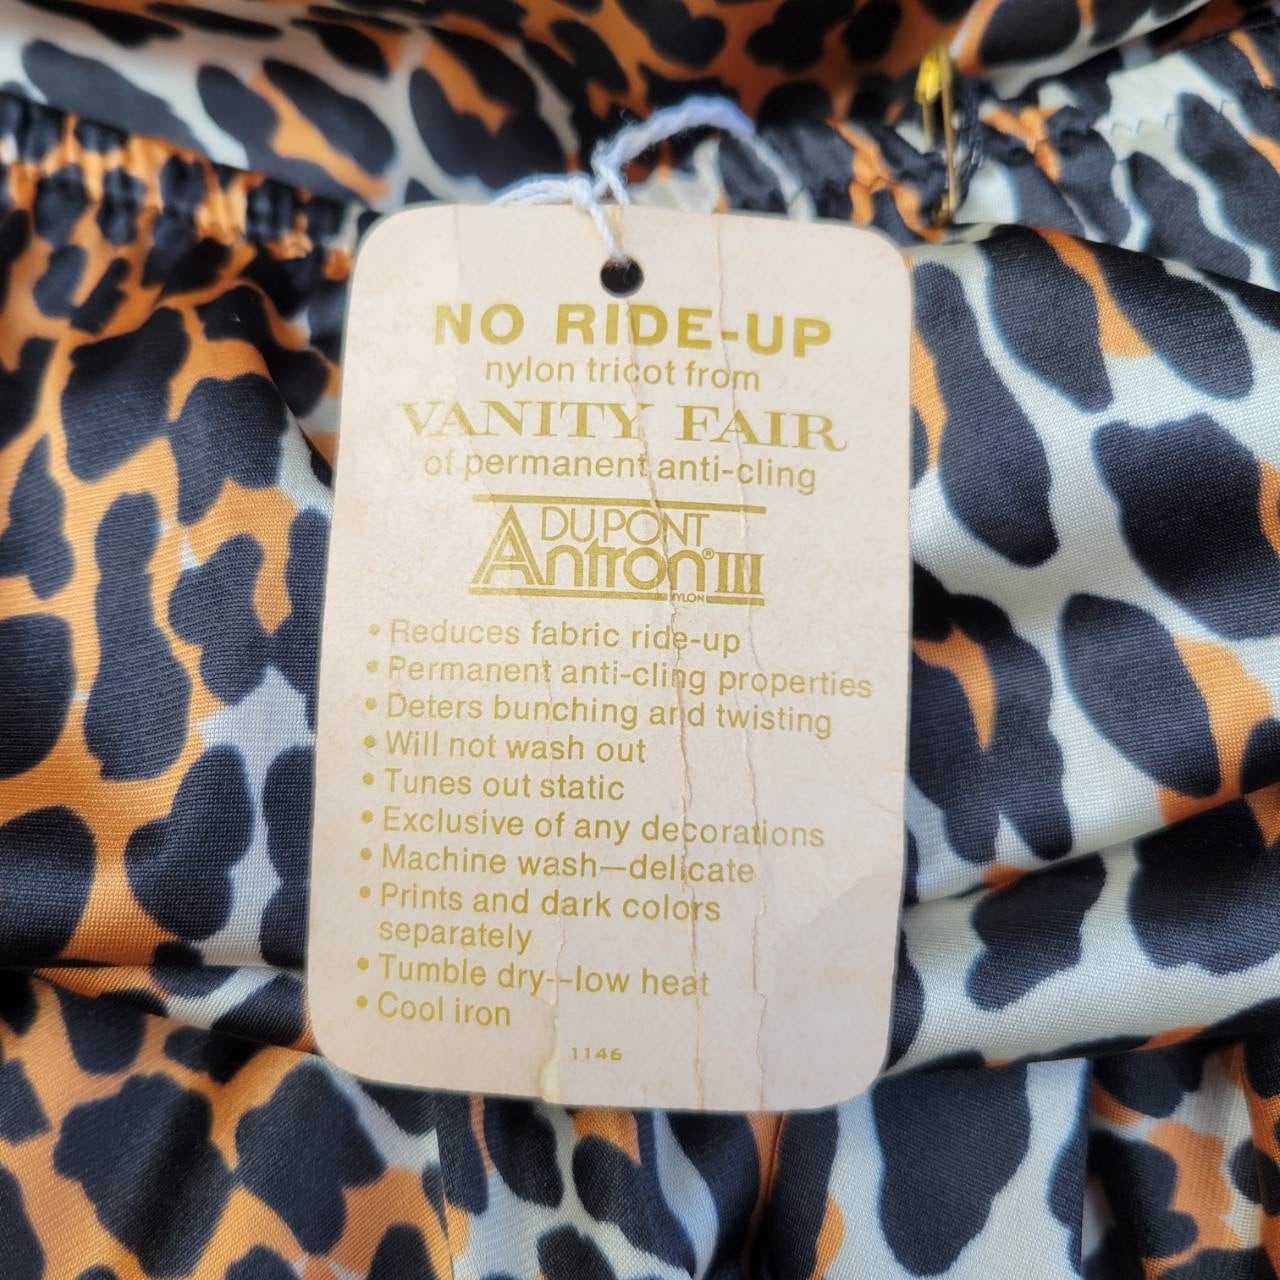 NO RIDE-UP
nylon tricot from
VANITY FAIR
of permanent anti-cling
DU PONT
Antron® III
NYLON
• Reduces fabric ride-up
• Permanent anti-cling properties
• Deters bunching and twisting
• Will not wash out
• Tunes out static
• Exclusive of any decorations
• Machine wash—delicate
• Prints and dark colors
separately
• Tumble dry--low heat
• Cool iron
1146